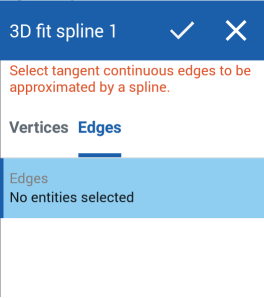 3D fit spline 1
Select tangent continuous edges to be
approximated by a spline.
Vertices Edges
Edges
No entities selected